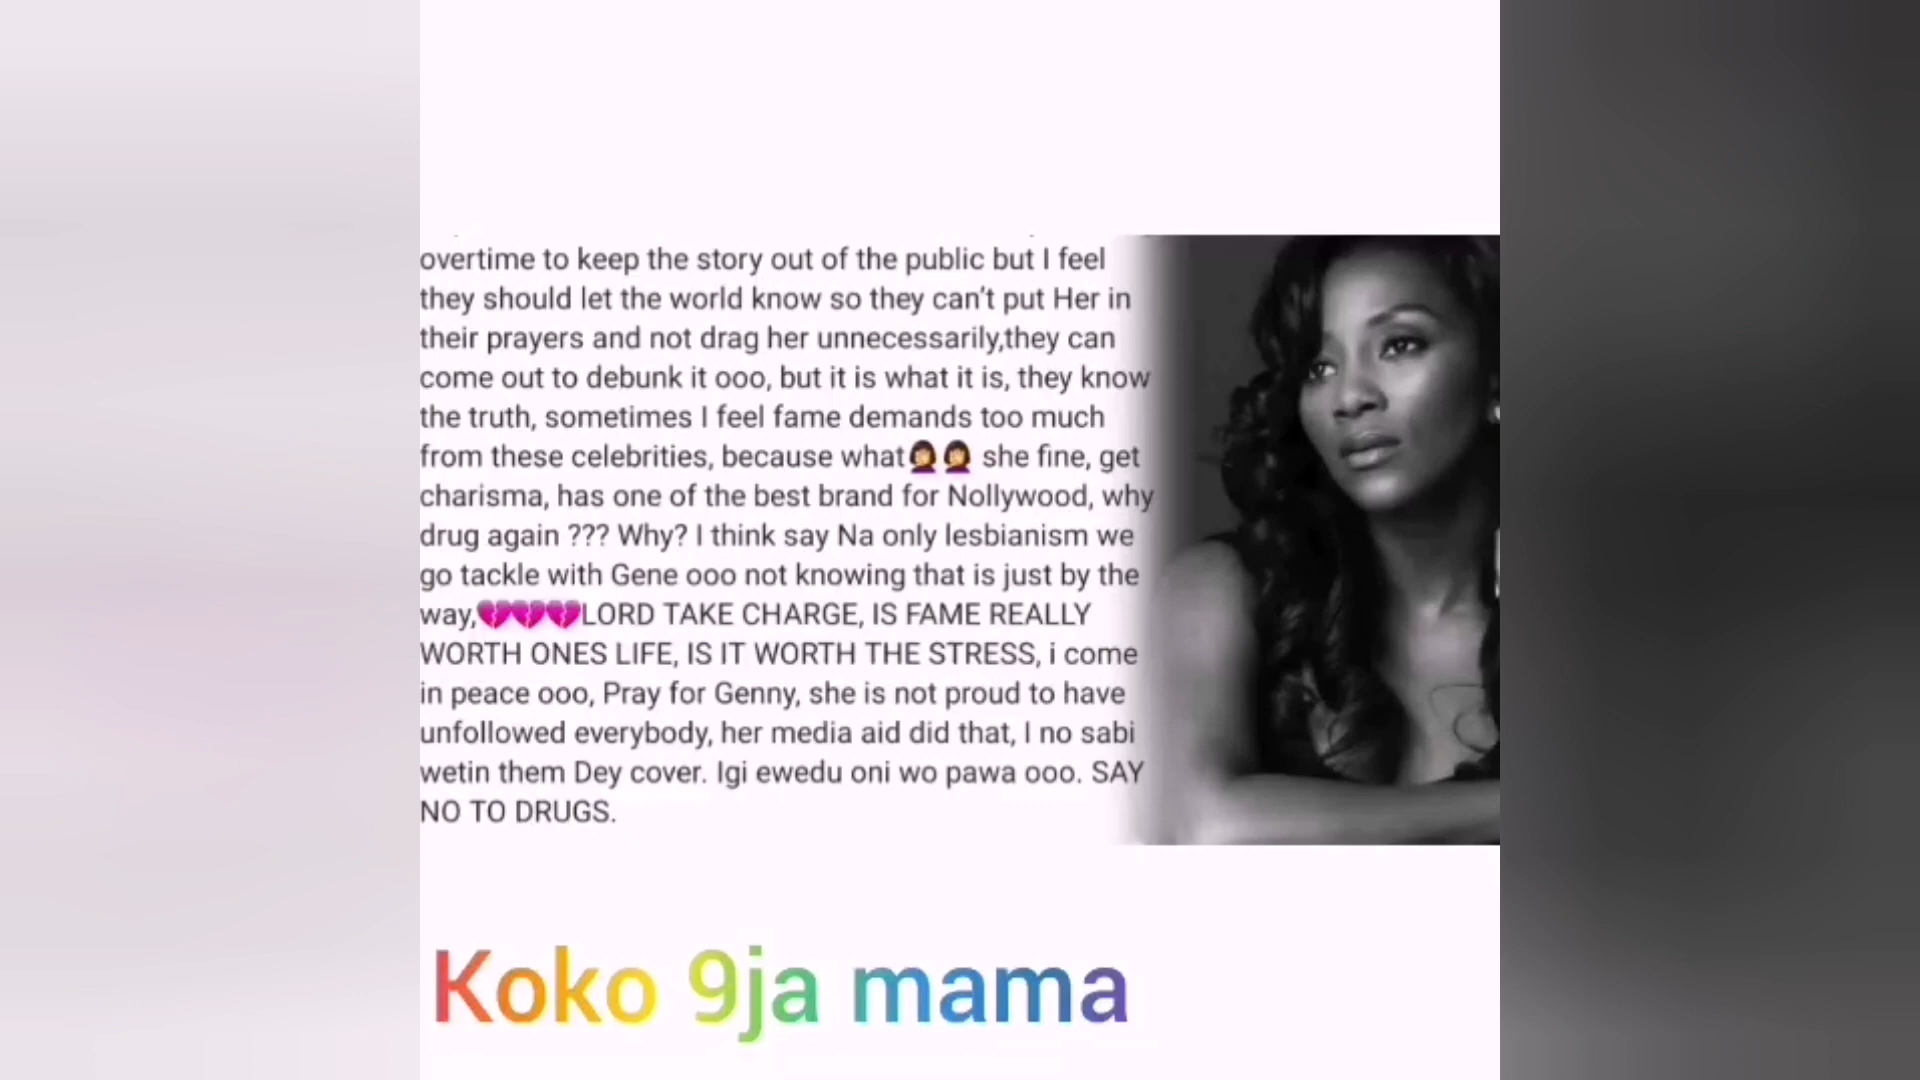 overtime to keep the story out of the public but I feel
they should let the world know so they can't put Her in
their prayers and not drag her unnecessarily,they can
come out to debunk it ooo, but it is what it is, they know
the truth, sometimes I feel fame demands too much
from these celebrities, because what🤦‍♀️🤦‍♀️ she fine, get
charisma, has one of the best brand for Nollywood, why
drug again ??? Why? I think say Na only lesbianism we
go tackle with Gene ooo not knowing that is just by the
way,💔💔💔LORD TAKE CHARGE, IS FAME REALLY
WORTH ONES LIFE, IS IT WORTH THE STRESS, i come
in peace ooo, Pray for Genny, she is not proud to have
unfollowed everybody, her media aid did that, I no sabi
wetin them Dey cover. Igi ewedu oni wo pawa ooo. SAY
NO TO DRUGS.
Koko 9ja mama